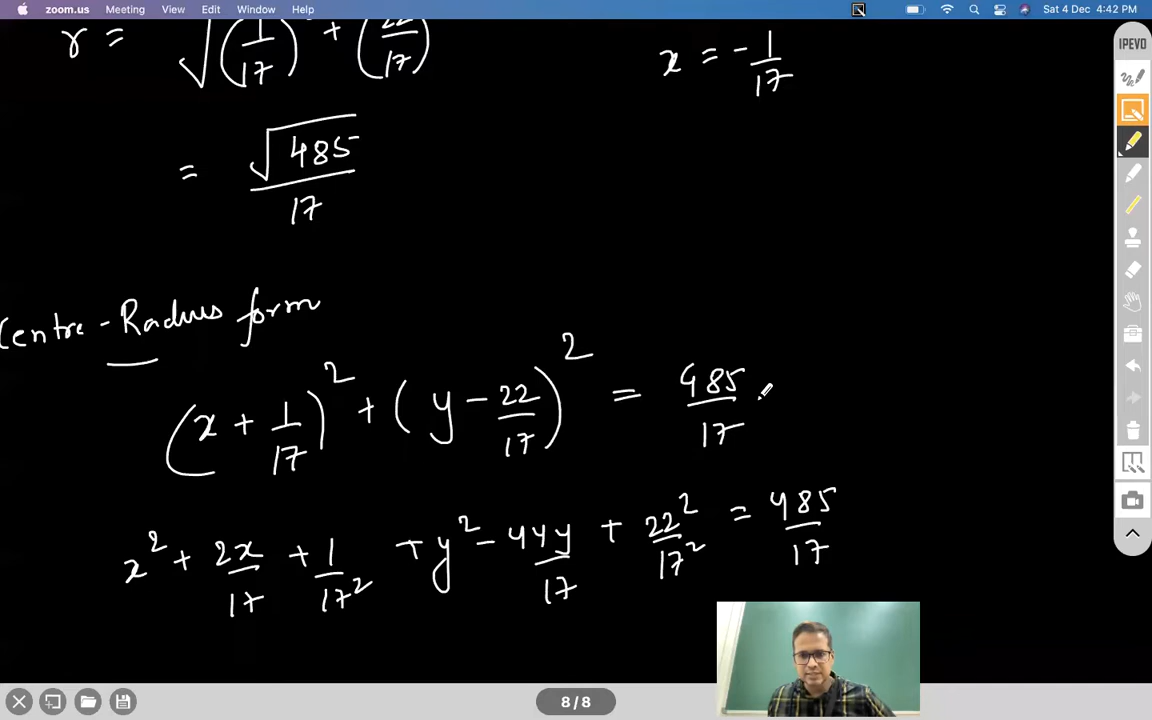 zoom.us Meeting View Edit Window Help Sat 4 Dec 4:42 PM
IPEVO
r = √(1/17)² + (22/17)
x = -1/17
= √485/17
Centre-Radius form
(x + 1/17)² + (y - 22/17)² = 485/17
x² + 2x/17 + 1/17² + y² - 44y/17 + 22²/17² = 485/17
8/8